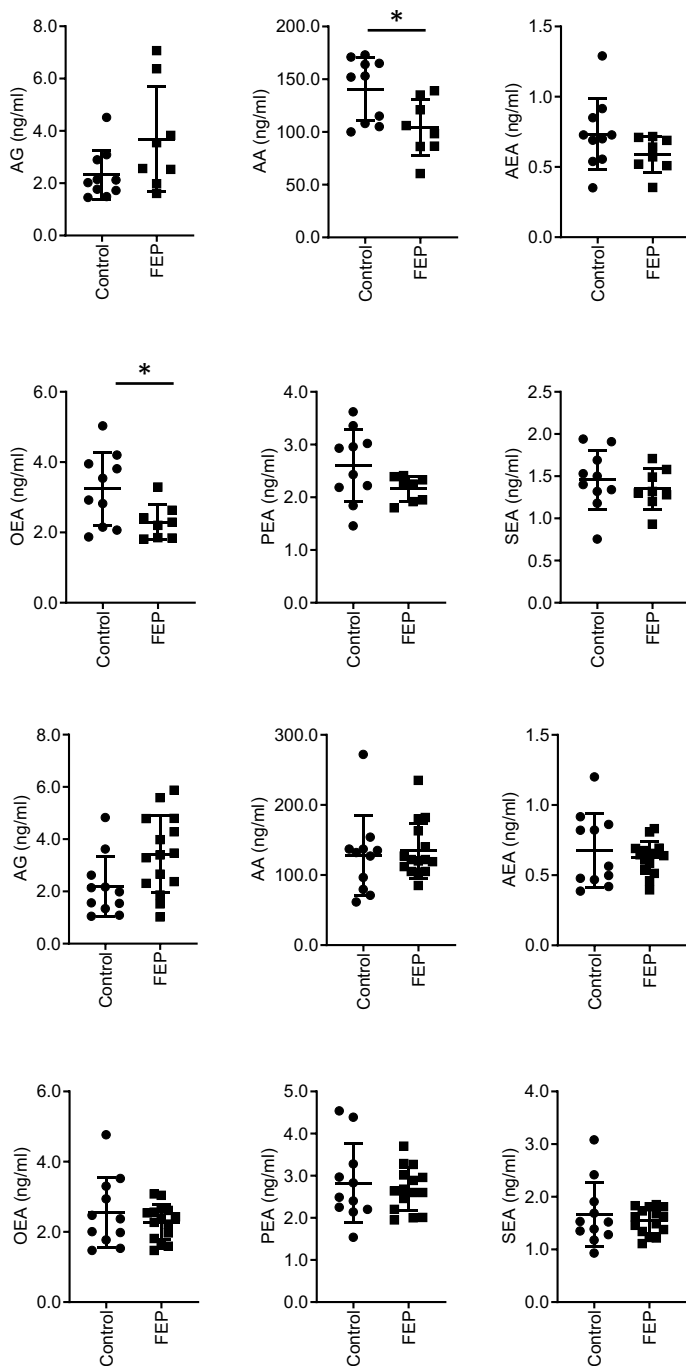 AG (ng/ml)
8.0
6.0
4.0
2.0
0.0
Control
FEP
AA (ng/ml)
200.0
150.0
100.0
50.0
0.0
*
Control
FEP
AEA (ng/ml)
1.5
1.0
0.5
0.0
Control
FEP
OEA (ng/ml)
6.0
4.0
2.0
0.0
*
Control
FEP
PEA (ng/ml)
4.0
3.0
2.0
1.0
0.0
Control
FEP
SEA (ng/ml)
2.5
2.0
1.5
1.0
0.5
0.0
Control
FEP
AG (ng/ml)
8.0
6.0
4.0
2.0
0.0
Control
FEP
AA (ng/ml)
300.0
200.0
100.0
0.0
Control
FEP
AEA (ng/ml)
1.5
1.0
0.5
0.0
Control
FEP
OEA (ng/ml)
6.0
4.0
2.0
0.0
Control
FEP
PEA (ng/ml)
5.0
4.0
3.0
2.0
1.0
0.0
Control
FEP
SEA (ng/ml)
4.0
3.0
2.0
1.0
0.0
Control
FEP